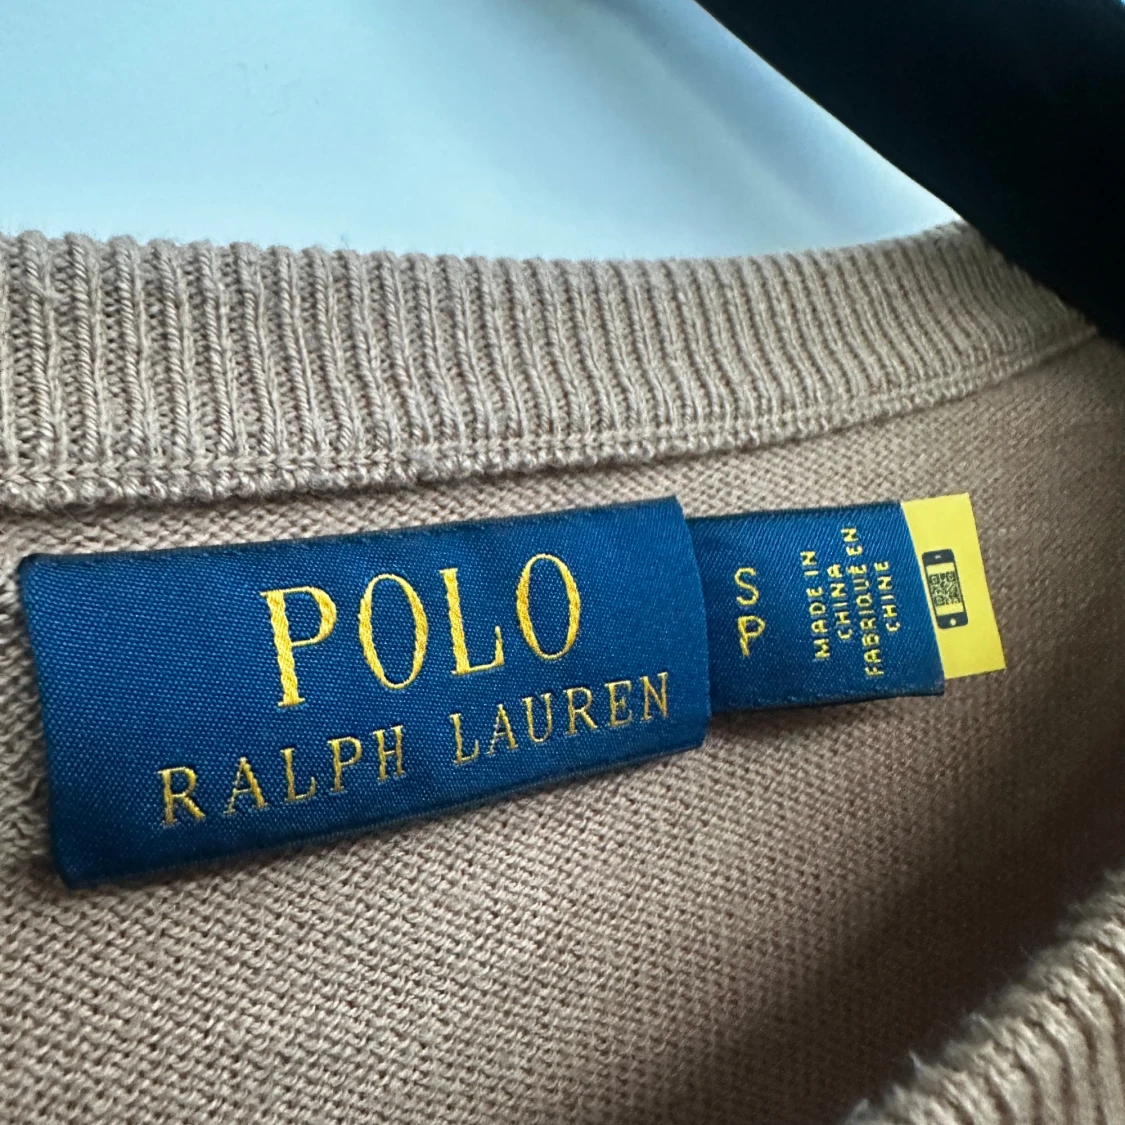 POLO
RALPH LAUREN
S
P
MADE IN
CHINA
FABRIQUÉ EN
CHINE